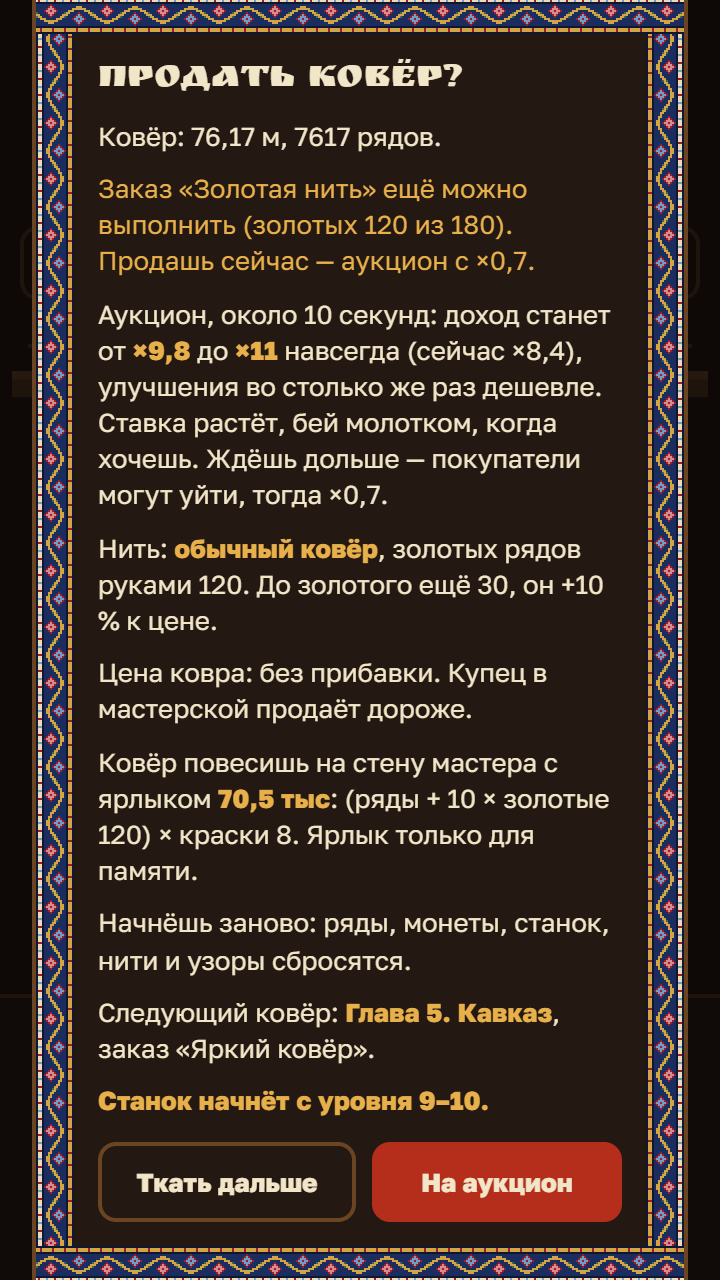 ПРОДАТЬ КОВЁР?
Ковёр: 76,17 м, 7617 рядов.
Заказ «Золотая нить» ещё можно
выполнить (золотых 120 из 180).
Продашь сейчас — аукцион с ×0,7.
Аукцион, около 10 секунд: доход станет
от ×9,8 до ×11 навсегда (сейчас ×8,4),
улучшения во столько же раз дешевле.
Ставка растёт, бей молотком, когда
хочешь. Ждёшь дольше — покупатели
могут уйти, тогда ×0,7.
Нить: обычный ковёр, золотых рядов
руками 120. До золотого ещё 30, он +10
% к цене.
Цена ковра: без прибавки. Купец в
мастерской продаёт дороже.
Ковёр повесишь на стену мастера с
ярлыком 70,5 тыс: (ряды + 10 × золотые
120) × краски 8. Ярлык только для
памяти.
Начнёшь заново: ряды, монеты, станок,
нити и узоры сбросятся.
Следующий ковёр: Глава 5. Кавказ,
заказ «Яркий ковёр».
Станок начнёт с уровня 9–10.
Ткать дальше
На аукцион